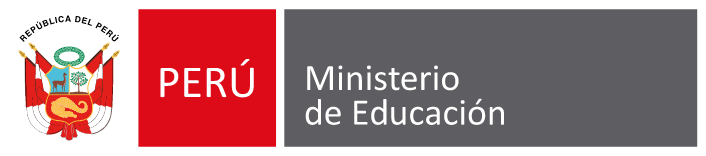 REPÚBLICA DEL PERÚ
PERÚ
Ministerio
de Educación